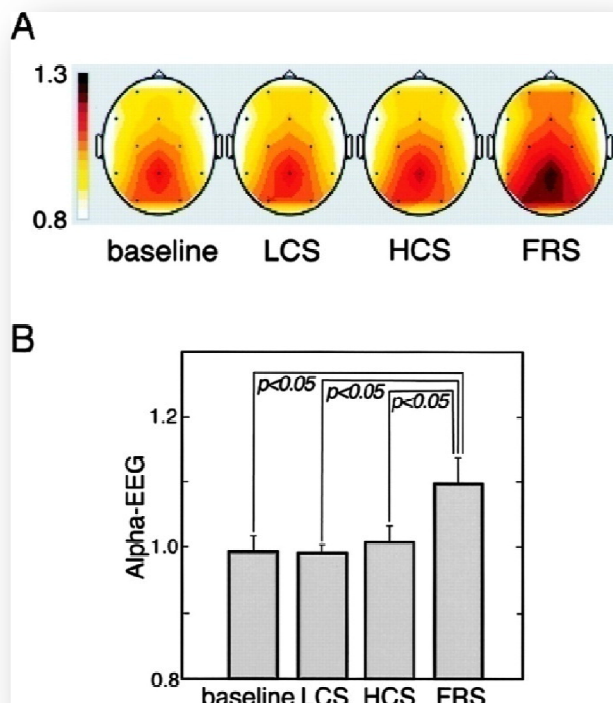 A
1.3
0.8
baseline LCS HCS FRS
B
p<0.05 p<0.05 p<0.05
Alpha-EEG
1.2
1.0
0.8
baseline LCS HCS FRS